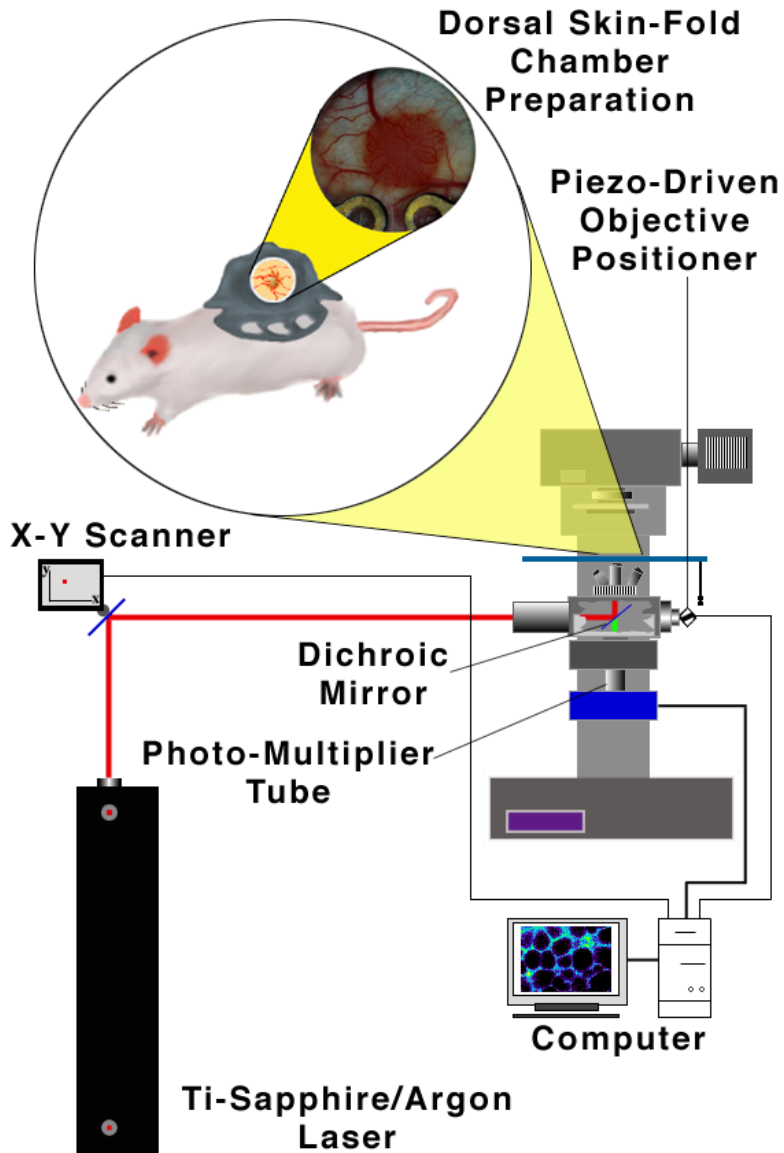 Dorsal Skin-Fold
Chamber
Preparation
Piezo-Driven
Objective
Positioner
X-Y Scanner
y
x
Dichroic
Mirror
Photo-Multiplier
Tube
Computer
Ti-Sapphire/Argon
Laser